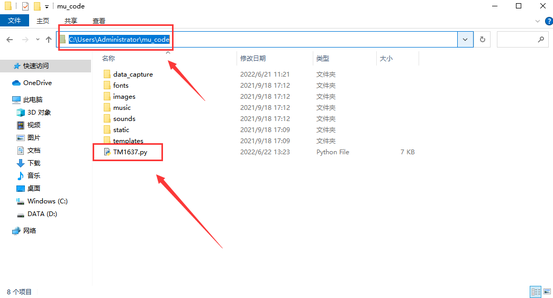 mu_code
文件 主页 共享 查看
C:\Users\Administrator\mu_code
名称 修改日期 类型 大小
快速访问
OneDrive
此电脑
3D 对象
视频
图片
文档
下载
音乐
桌面
Windows (C:)
DATA (D:)
网络
data_capture 2022/6/21 11:21 文件夹
fonts 2021/9/18 17:12 文件夹
images 2021/9/18 17:12 文件夹
music 2021/9/18 17:12 文件夹
sounds 2021/9/18 17:12 文件夹
static 2021/9/18 17:09 文件夹
templates 2021/9/18 17:09 文件夹
TM1637.py 2022/6/22 13:23 Python File 7 KB
8 个项目